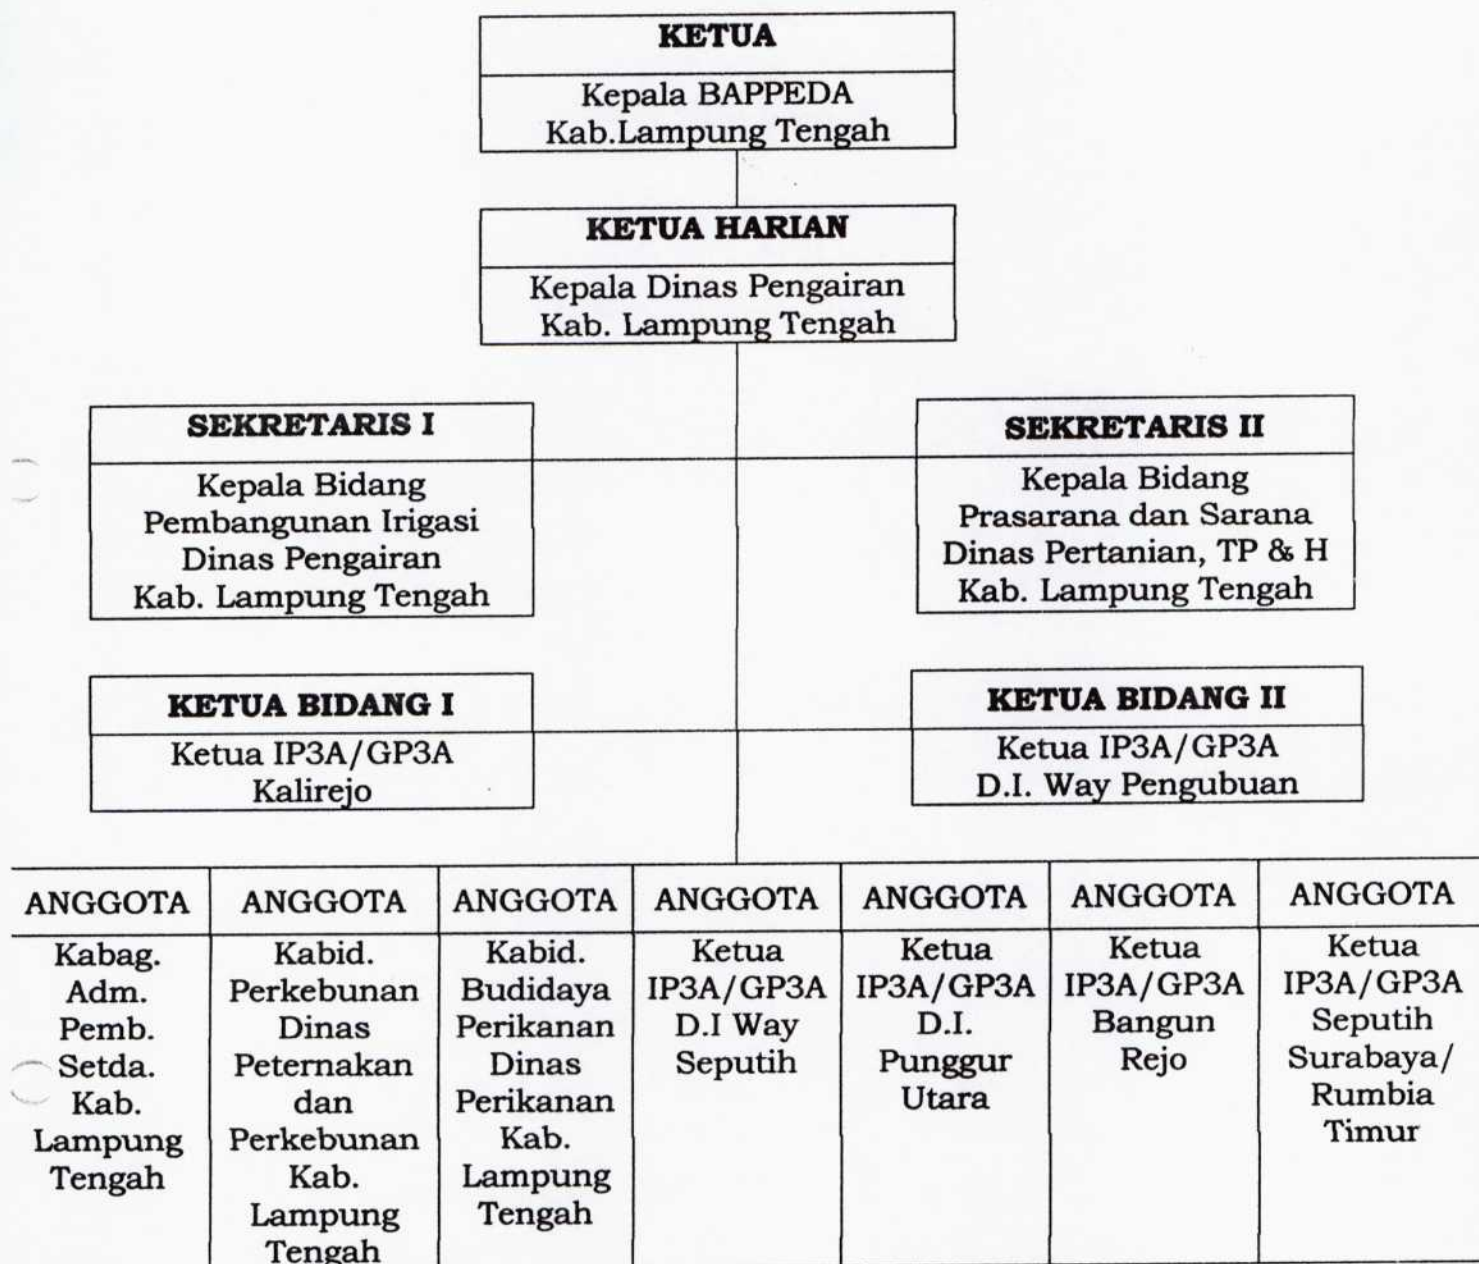 KETUA
Kepala BAPPEDA
Kab.Lampung Tengah
KETUA HARIAN
Kepala Dinas Pengairan
Kab. Lampung Tengah
SEKRETARIS I
Kepala Bidang
Pembangunan Irigasi
Dinas Pengairan
Kab. Lampung Tengah
SEKRETARIS II
Kepala Bidang
Prasarana dan Sarana
Dinas Pertanian, TP & H
Kab. Lampung Tengah
KETUA BIDANG I
Ketua IP3A/GP3A
Kalirejo
KETUA BIDANG II
Ketua IP3A/GP3A
D.I. Way Pengubuan
ANGGOTA
Kabag.
Adm.
Pemb.
Setda.
Kab.
Lampung
Tengah
ANGGOTA
Kabid.
Perkebunan
Dinas
Peternakan
dan
Perkebunan
Kab.
Lampung
Tengah
ANGGOTA
Kabid.
Budidaya
Perikanan
Dinas
Perikanan
Kab.
Lampung
Tengah
ANGGOTA
Ketua
IP3A/GP3A
D.I Way
Seputih
ANGGOTA
Ketua
IP3A/GP3A
D.I.
Punggur
Utara
ANGGOTA
Ketua
IP3A/GP3A
Bangun
Rejo
ANGGOTA
Ketua
IP3A/GP3A
Seputih
Surabaya/
Rumbia
Timur